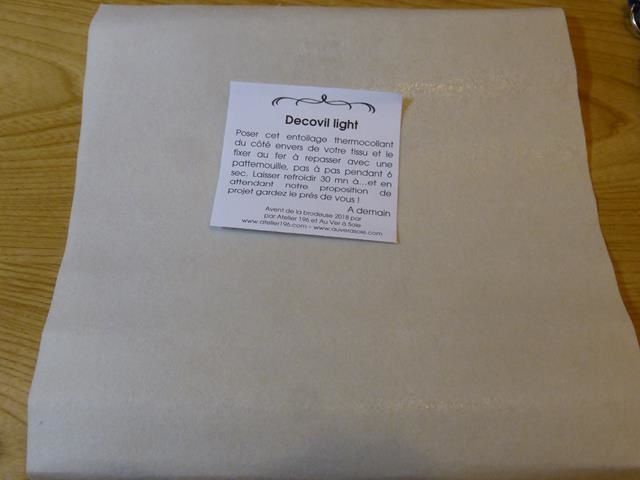 Decovil light
Poser cet entoilage thermocollant
du côté envers de votre tissu et le
fixer au fer à repasser avec une
pattemouille, pas à pas pendant 6
sec. Laisser refroidir 30 mn à...et en
attendant notre proposition de
projet gardez le prés de vous !
A demain
Avent de la brodeuse 2018 par
par Atelier 196 et Au Ver à Soie
www.atelier196.com - www.auverasoie.com